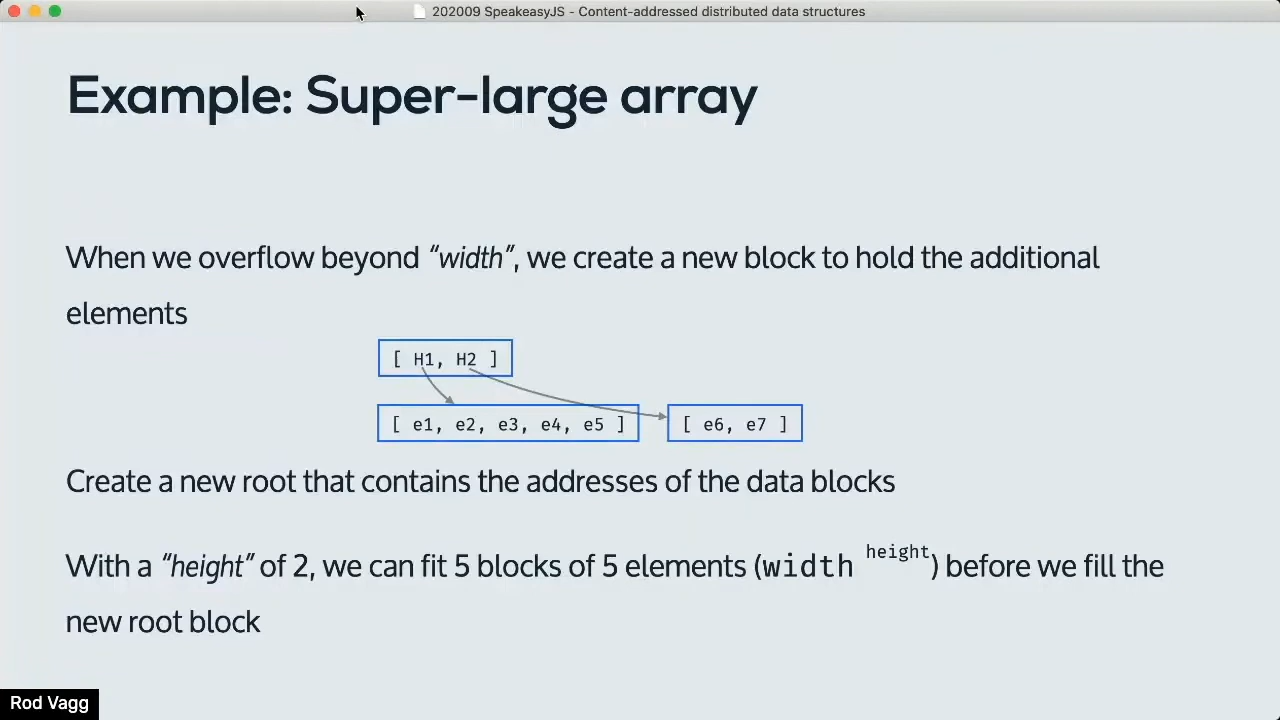 202009 SpeakeasyJS - Content-addressed distributed data structures
Example: Super-large array
When we overflow beyond “width”, we create a new block to hold the additional
elements
[ H1, H2 ]
[ e1, e2, e3, e4, e5 ] [ e6, e7 ]
Create a new root that contains the addresses of the data blocks
With a “height” of 2, we can fit 5 blocks of 5 elements (width height) before we fill the
new root block
Rod Vagg